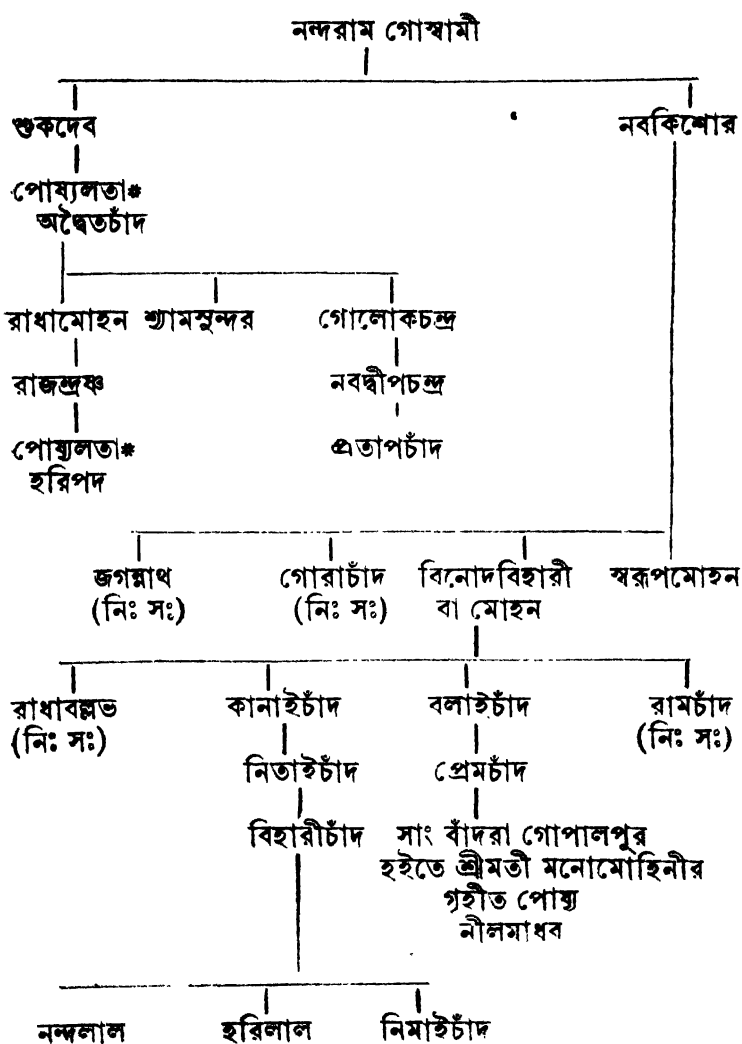 নন্দরাম গোস্বামী
শুকদেব নবকিশোর
পোষ্যলতা*
অদ্বৈতচাঁদ
রাধামোহন শ্যামসুন্দর গোলোকচন্দ্র
রাজন্দ্রষ্ণ নবদ্বীপচন্দ্র
পোষ্যলতা* প্রতাপচাঁদ
হরিপদ
জগন্নাথ গোরাচাঁদ বিনোদবিহারী স্বরূপমোহন
(নিঃ সঃ) (নিঃ সঃ) বা মোহন
রাধাবল্লভ কানাইচাঁদ বলাইচাঁদ রামচাঁদ
(নিঃ সঃ) (নিঃ সঃ)
নিতাইচাঁদ প্রেমচাঁদ
বিহারীচাঁদ সাং বাঁদরা গোপালপুর
হইতে শ্রীমতী মনোমোহিনীর
গৃহীত পোষ্য
নীলমাধব
নন্দলাল হরিলাল নিমাইচাঁদ